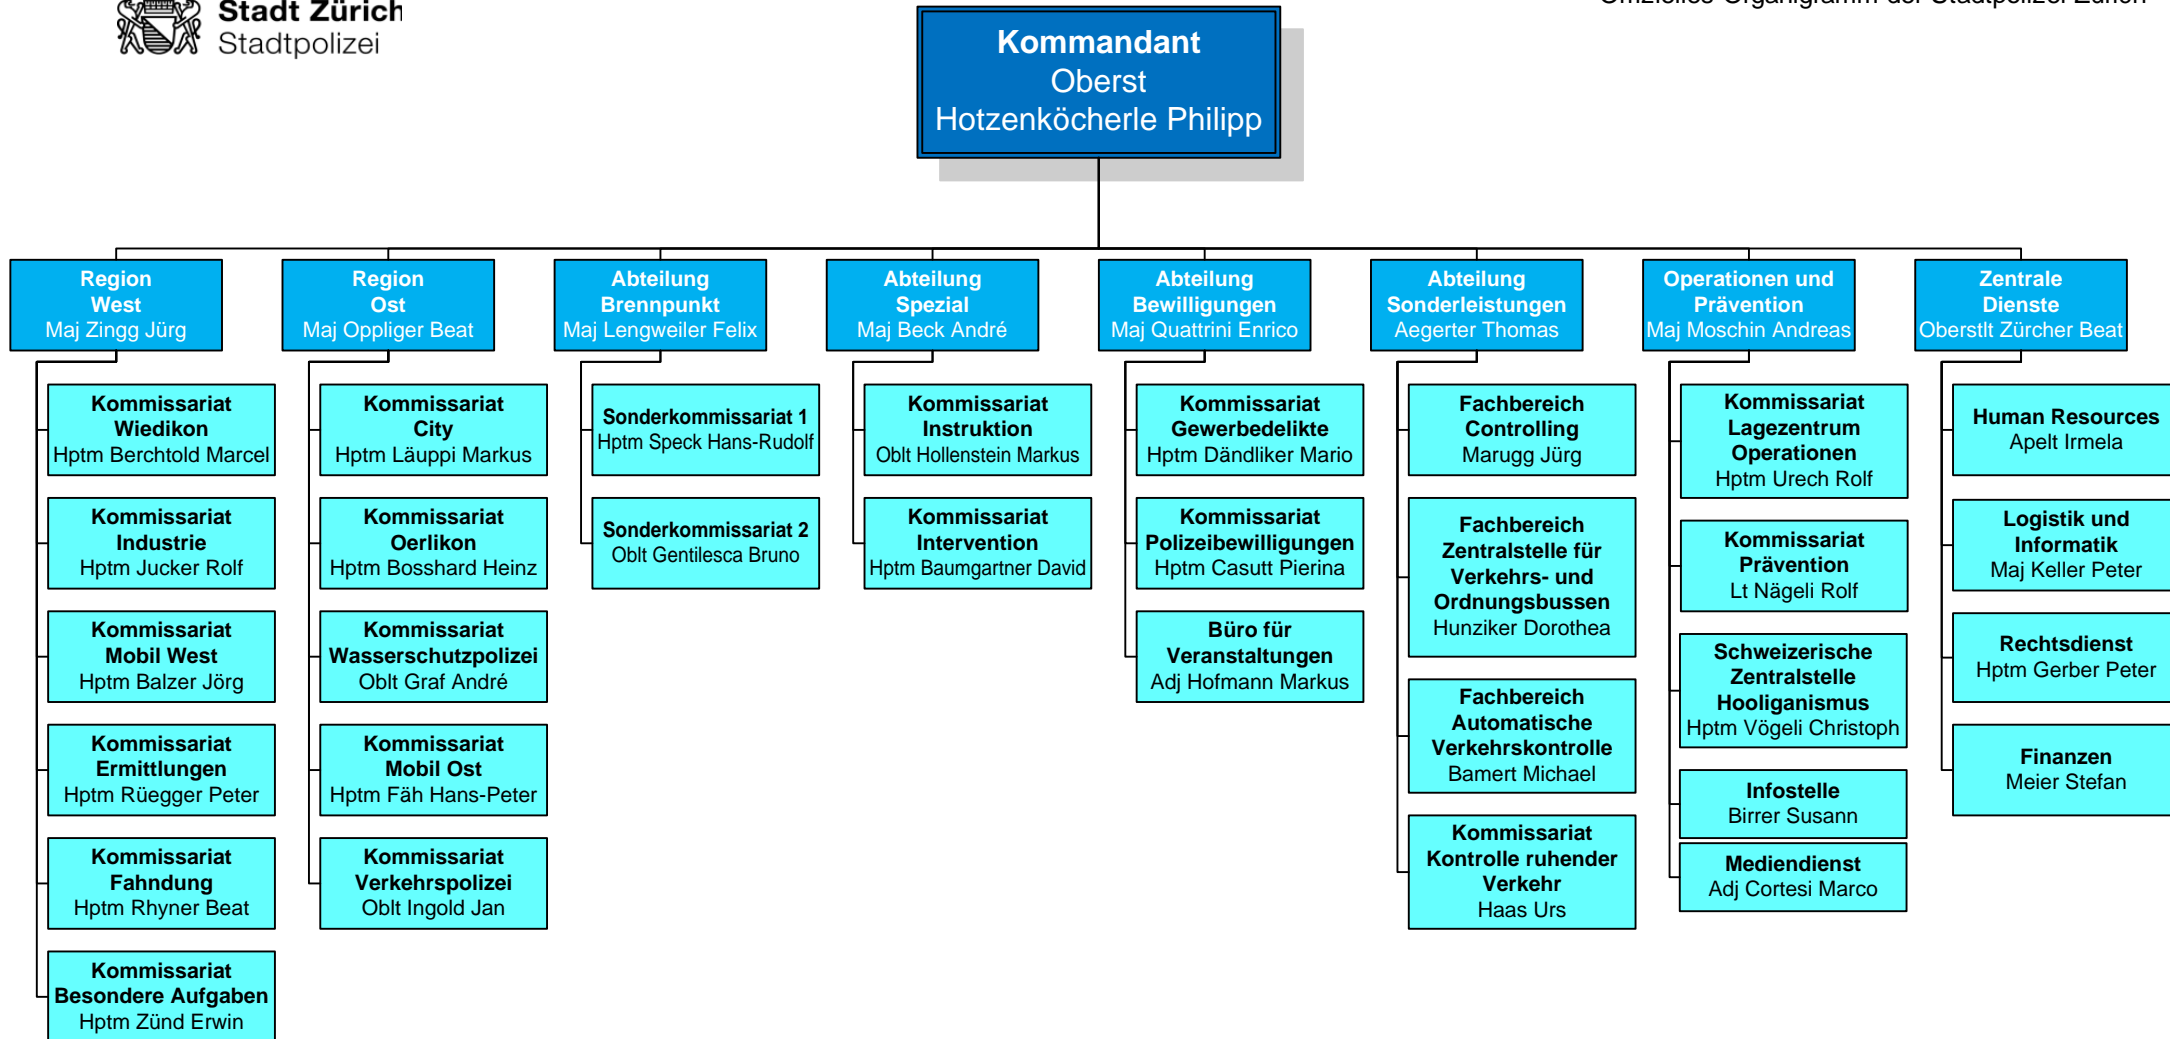 Stadt Zürich
Stadtpolizei
Offizielles Organigramm der Stadtpolizei Zürich
Kommandant
Oberst
Hotzenköcherle Philipp
Region
West
Maj Zingg Jürg
Region
Ost
Maj Oppliger Beat
Abteilung
Brennpunkt
Maj Lengweiler Felix
Abteilung
Spezial
Maj Beck André
Abteilung
Bewilligungen
Maj Quattrini Enrico
Abteilung
Sonderleistungen
Aegerter Thomas
Operationen und
Prävention
Maj Moschin Andreas
Zentrale
Dienste
Oberstlt Zürcher Beat
Kommissariat
Wiedikon
Hptm Berchtold Marcel
Kommissariat
Industrie
Hptm Jucker Rolf
Kommissariat
Mobil West
Hptm Balzer Jörg
Kommissariat
Ermittlungen
Hptm Rüegger Peter
Kommissariat
Fahndung
Hptm Rhyner Beat
Kommissariat
Besondere Aufgaben
Hptm Zünd Erwin
Kommissariat
City
Hptm Läuppi Markus
Kommissariat
Oerlikon
Hptm Bosshard Heinz
Kommissariat
Wasserschutzpolizei
Oblt Graf André
Kommissariat
Mobil Ost
Hptm Fäh Hans-Peter
Kommissariat
Verkehrspolizei
Oblt Ingold Jan
Sonderkommissariat 1
Hptm Speck Hans-Rudolf
Sonderkommissariat 2
Oblt Gentilesca Bruno
Kommissariat
Instruktion
Oblt Hollenstein Markus
Kommissariat
Intervention
Hptm Baumgartner David
Kommissariat
Gewerbedelikte
Hptm Dändliker Mario
Kommissariat
Polizeibewilligungen
Hptm Casutt Pierina
Büro für
Veranstaltungen
Adj Hofmann Markus
Fachbereich
Controlling
Marugg Jürg
Fachbereich
Zentralstelle für
Verkehrs- und
Ordnungsbussen
Hunziker Dorothea
Fachbereich
Automatische
Verkehrskontrolle
Bamert Michael
Kommissariat
Kontrolle ruhender
Verkehr
Haas Urs
Kommissariat
Lagezentrum
Operationen
Hptm Urech Rolf
Kommissariat
Prävention
Lt Nägeli Rolf
Schweizerische
Zentralstelle
Hooliganismus
Hptm Vögeli Christoph
Infostelle
Birrer Susann
Mediendienst
Adj Cortesi Marco
Human Resources
Apelt Irmela
Logistik und
Informatik
Maj Keller Peter
Rechtsdienst
Hptm Gerber Peter
Finanzen
Meier Stefan